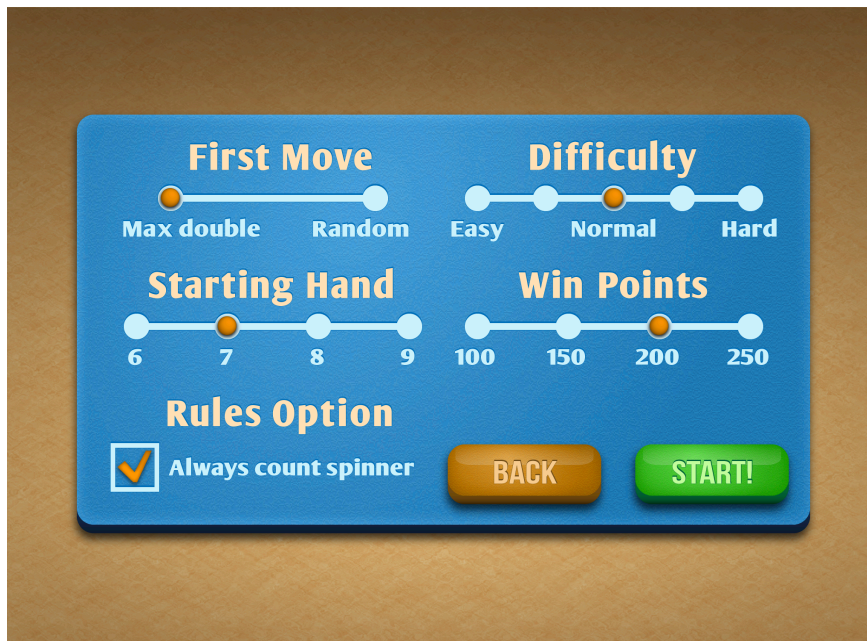 First Move
Max double Random
Difficulty
Easy Normal Hard
Starting Hand
6 7 8 9
Win Points
100 150 200 250
Rules Option
Always count spinner
BACK
START!